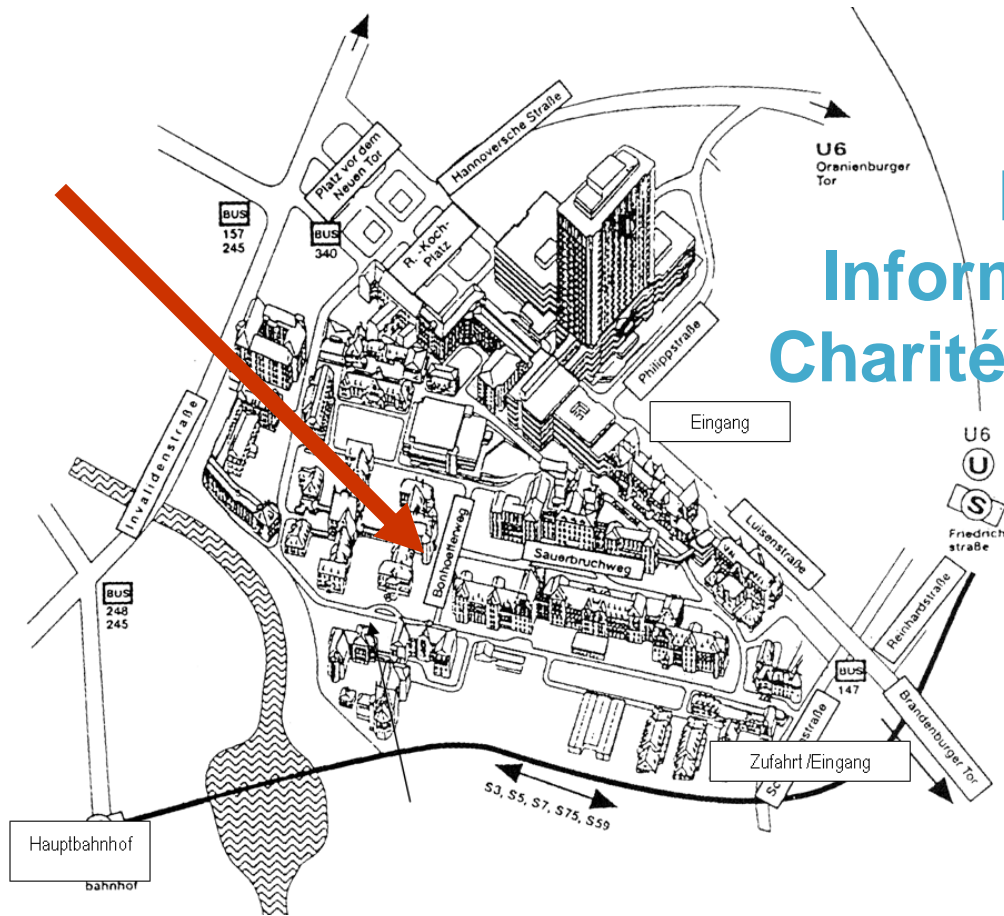 Hannoversche Straße
Platz vor dem
Neuen Tor
R.-Koch-
Platz
U6
Oranienburger
Tor
BUS
157
245
BUS
340
Inform
Charité
Philippstraße
Eingang
U6
U
S
Friedrich
straße
Invalidenstraße
Bonhoefferweg
Sauerbruchweg
Luisenstraße
Reinhardstraße
BUS
248
245
BUS
147
Brandenburger Tor
Zufahrt /Eingang
straße
S3, S5, S7, S75, S59
Hauptbahnhof
bahnhof